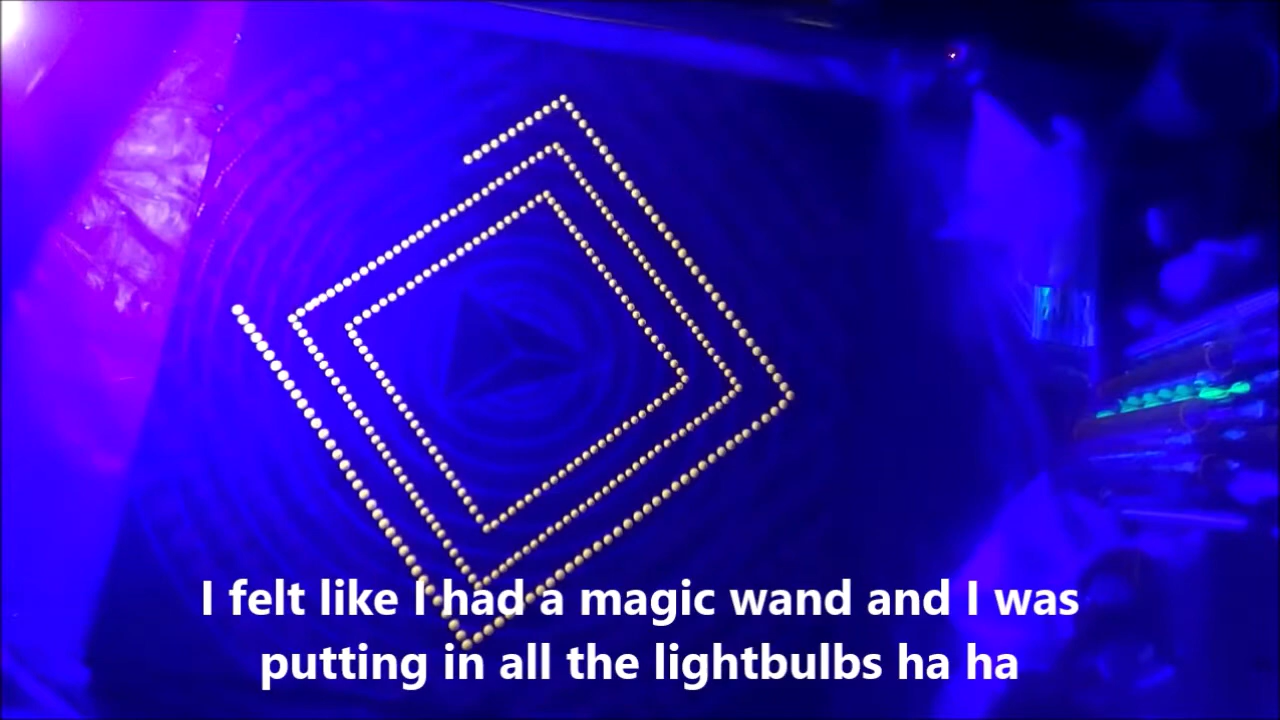 I felt like I had a magic wand and I was
putting in all the lightbulbs ha ha